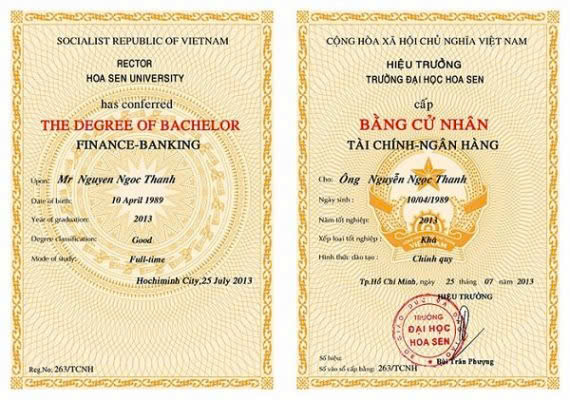 SOCIALIST REPUBLIC OF VIETNAM
RECTOR
HOA SEN UNIVERSITY
has conferred
THE DEGREE OF BACHELOR
FINANCE-BANKING
Upon: Mr Nguyen Ngoc Thanh
Date of birth: 10 April 1989
Year of graduation: 2013
Degree classification: Good
Mode of study: Full-time
Hochiminh City,25 July 2013
Reg.No: 263/TCNH
CỘNG HÒA XÃ HỘI CHỦ NGHĨA VIỆT NAM
HIỆU TRƯỞNG
TRƯỜNG ĐẠI HỌC HOA SEN
cấp
BẰNG CỬ NHÂN
TÀI CHÍNH-NGÂN HÀNG
Cho: Ông Nguyễn Ngọc Thanh
Ngày sinh : 10/04/1989
Năm tốt nghiệp: 2013
Xếp loại tốt nghiệp : Khá
Hình thức đào tạo : Chính quy
Tp.Hồ Chí Minh, ngày 25 tháng 07 năm 2013
HIỆU TRƯỞNG
TRƯỜNG
ĐẠI HỌC
HOA SEN
Bùi Trân Phượng
Số hiệu:
Số vào sổ cấp bằng: 263/TCNH